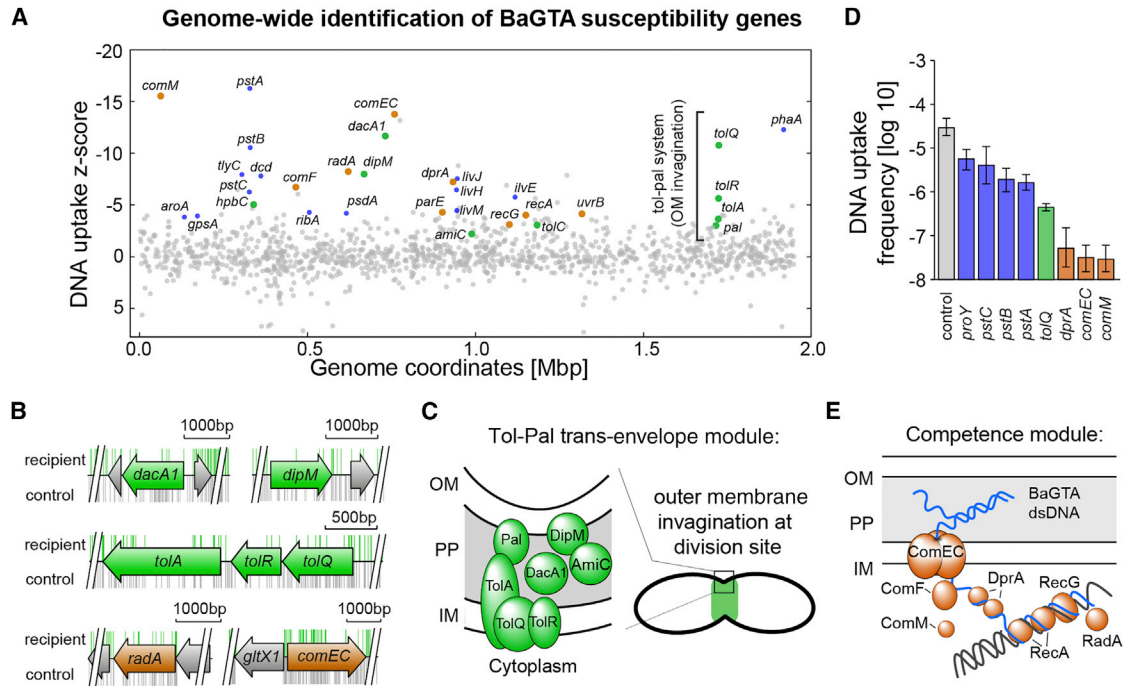 A
Genome-wide identification of BaGTA susceptibility genes
DNA uptake z-score
-20
-15
-10
-5
0
5
comM
pstA
pstB
tlyC
dcd
pstC
hpbC
aroA
gpsA
comF
ribA
radA
dipM
psdA
comEC
dacA1
dprA
livJ
livH
livM
parE
amiC
ilvE
recA
recG
tolC
uvrB
tol-pal system
(OM invagination)
tolQ
tolR
tolA
pal
phaA
0.0
0.5
1.0
1.5
2.0
Genome coordinates [Mbp]
D
DNA uptake
frequency [log 10]
-3
-4
-5
-6
-7
-8
control
proY
pstC
pstB
pstA
tolQ
dprA
comEC
comM
B
1000bp
1000bp
recipient
control
dacA1
dipM
500bp
recipient
control
tolA
tolR
tolQ
1000bp
1000bp
recipient
control
radA
gltX1
comEC
C
Tol-Pal trans-envelope module:
OM
PP
IM
Pal
DipM
DacA1
AmiC
TolA
TolQ
TolR
Cytoplasm
outer membrane
invagination at
division site
E
Competence module:
OM
PP
IM
BaGTA
dsDNA
ComEC
ComF
ComM
DprA
RecG
RecA
RadA